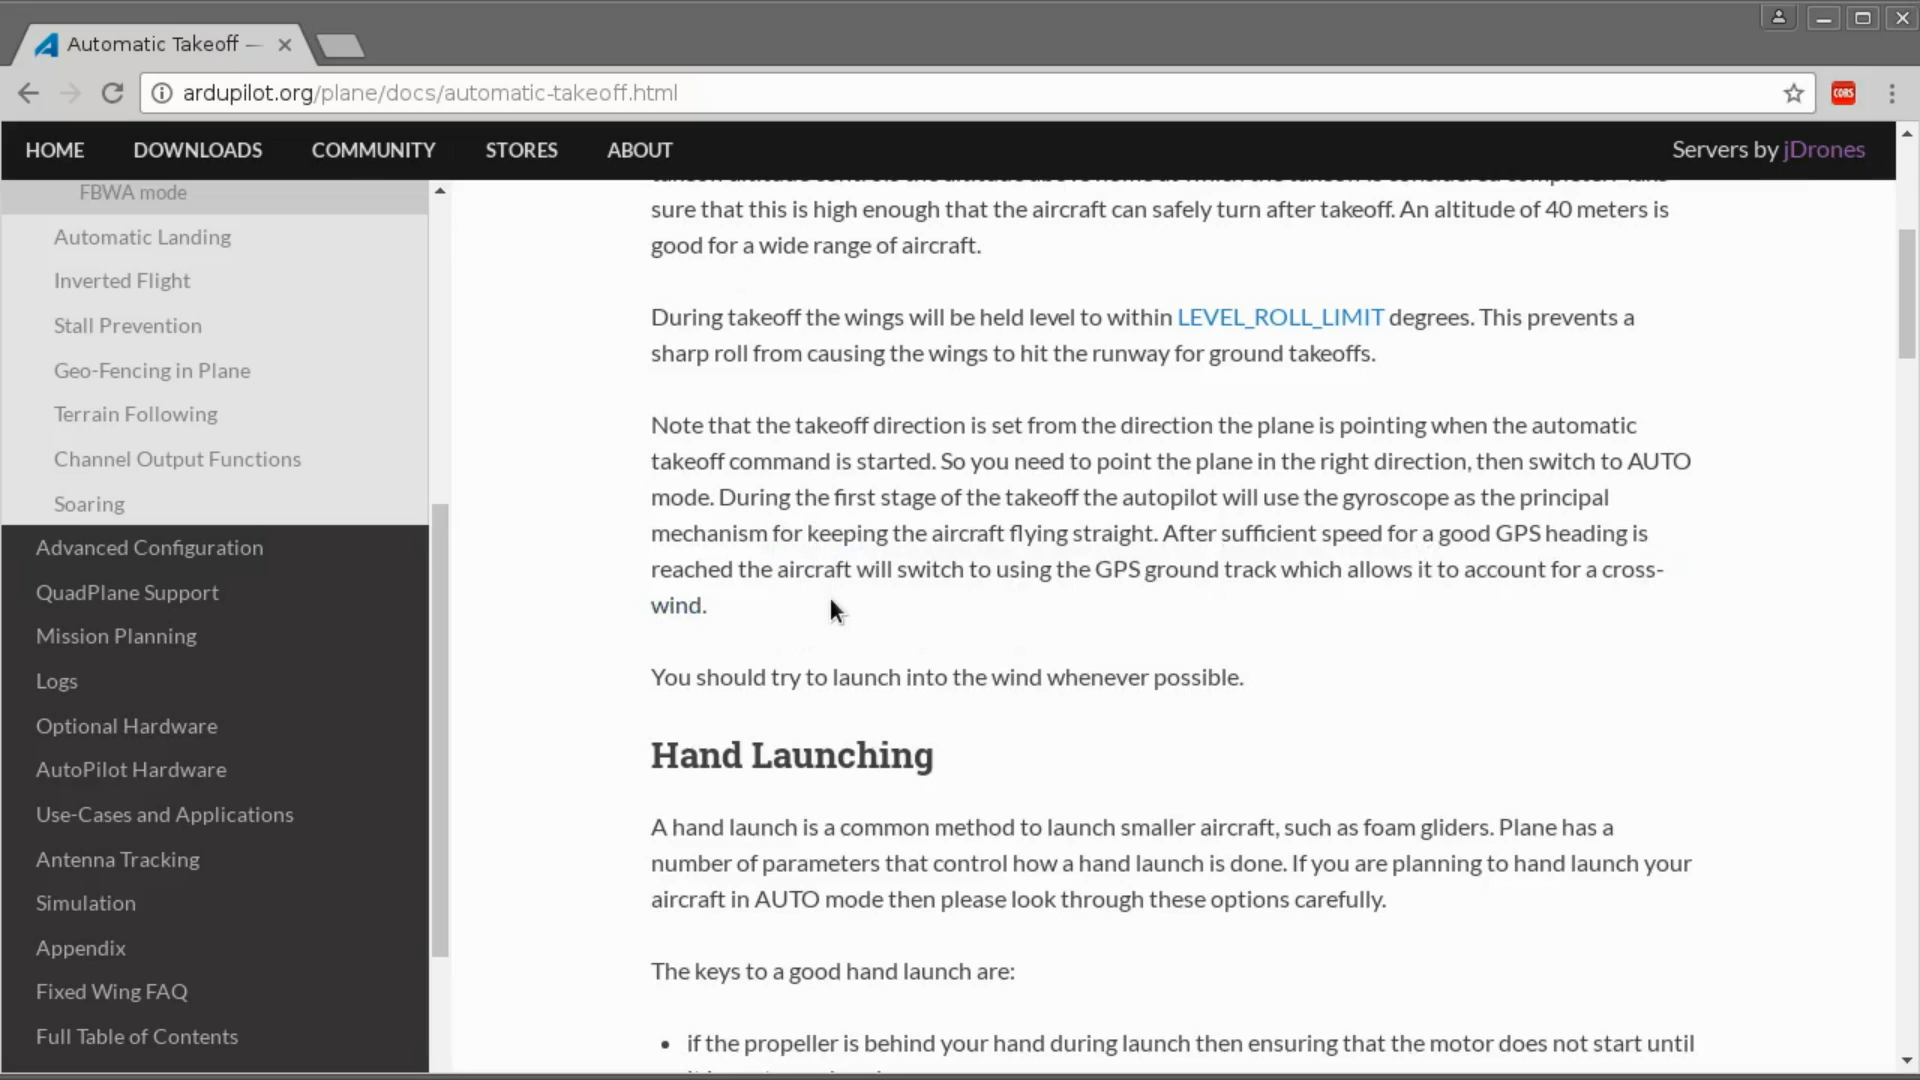 Automatic Takeoff —
ardupilot.org/plane/docs/automatic-takeoff.html
CORS
HOME DOWNLOADS COMMUNITY STORES ABOUT
Servers by jDrones
FBWA mode
Automatic Landing
Inverted Flight
Stall Prevention
Geo-Fencing in Plane
Terrain Following
Channel Output Functions
Soaring
Advanced Configuration
QuadPlane Support
Mission Planning
Logs
Optional Hardware
AutoPilot Hardware
Use-Cases and Applications
Antenna Tracking
Simulation
Appendix
Fixed Wing FAQ
Full Table of Contents
sure that this is high enough that the aircraft can safely turn after takeoff. An altitude of 40 meters is
good for a wide range of aircraft.
During takeoff the wings will be held level to within LEVEL_ROLL_LIMIT degrees. This prevents a
sharp roll from causing the wings to hit the runway for ground takeoffs.
Note that the takeoff direction is set from the direction the plane is pointing when the automatic
takeoff command is started. So you need to point the plane in the right direction, then switch to AUTO
mode. During the first stage of the takeoff the autopilot will use the gyroscope as the principal
mechanism for keeping the aircraft flying straight. After sufficient speed for a good GPS heading is
reached the aircraft will switch to using the GPS ground track which allows it to account for a cross-
wind.
You should try to launch into the wind whenever possible.
Hand Launching
A hand launch is a common method to launch smaller aircraft, such as foam gliders. Plane has a
number of parameters that control how a hand launch is done. If you are planning to hand launch your
aircraft in AUTO mode then please look through these options carefully.
The keys to a good hand launch are:
• if the propeller is behind your hand during launch then ensuring that the motor does not start until